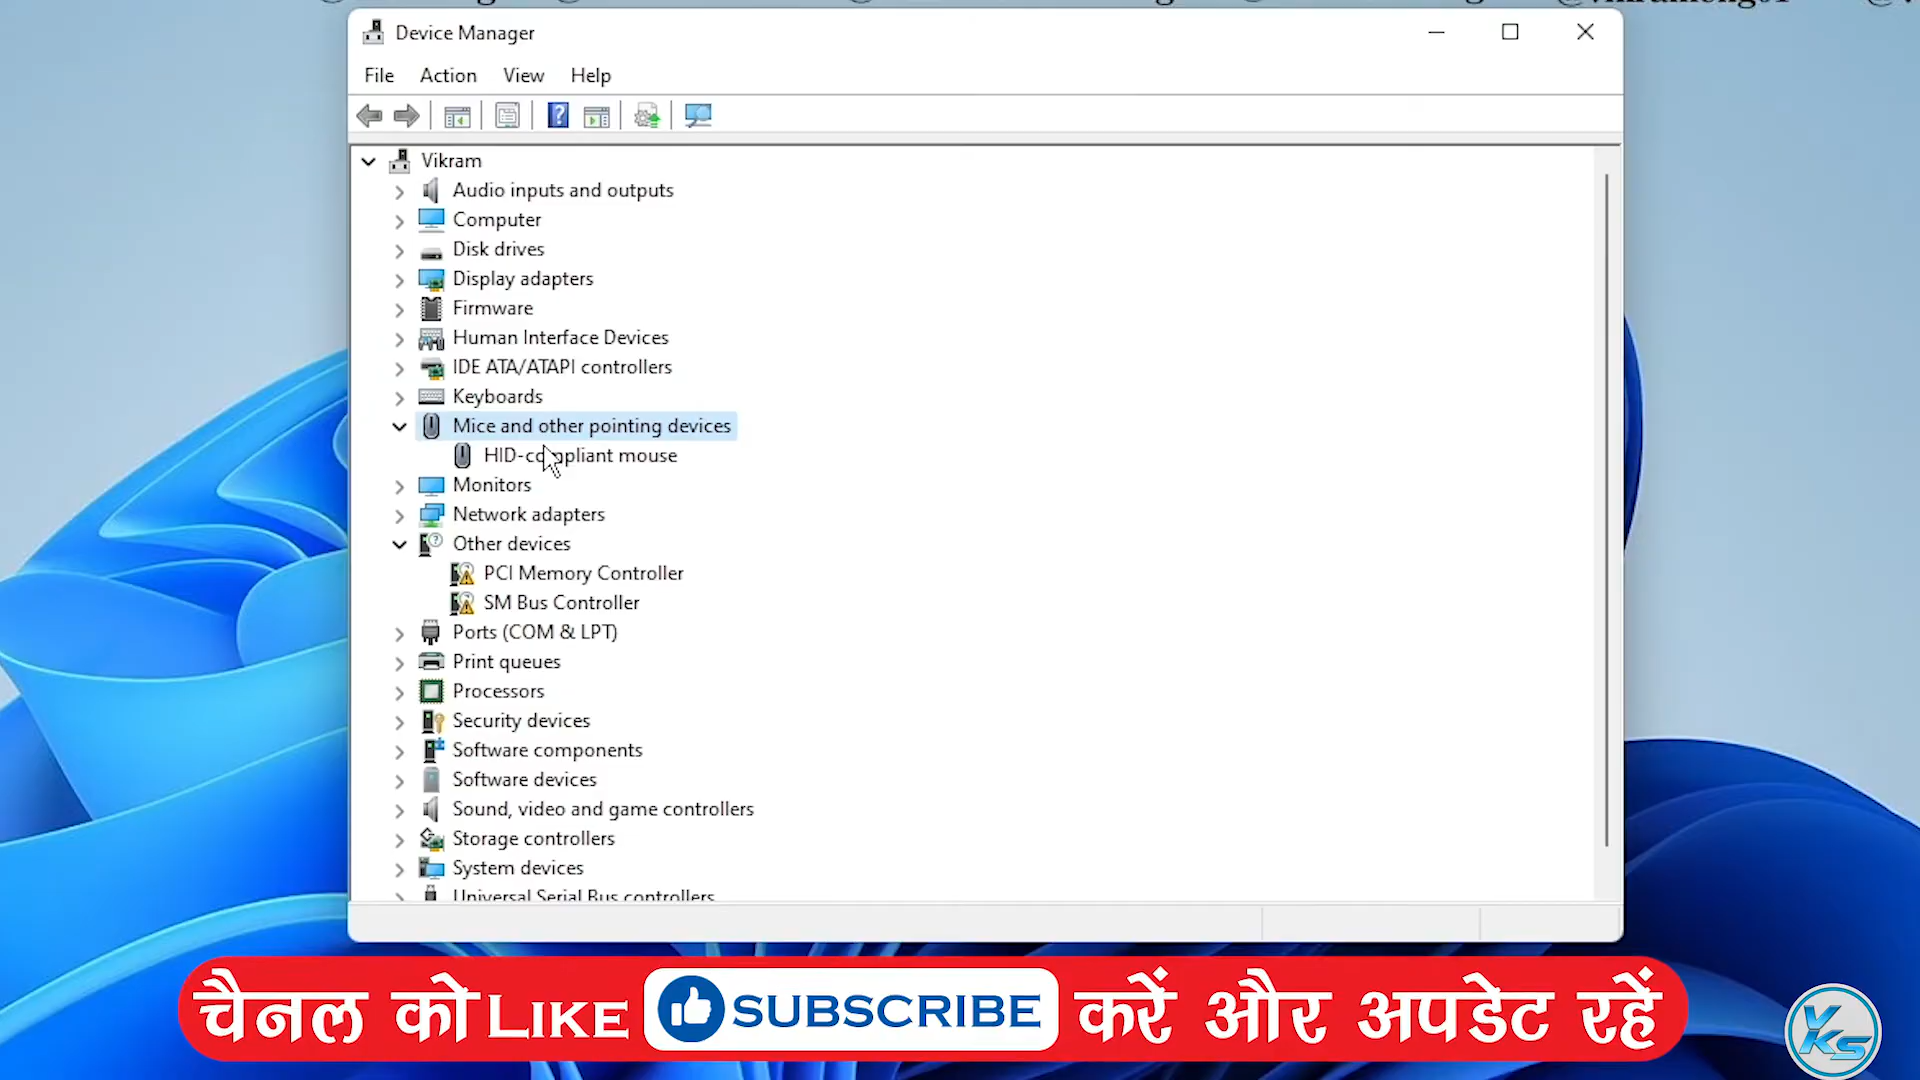 Device Manager
File Action View Help
Vikram
Audio inputs and outputs
Computer
Disk drives
Display adapters
Firmware
Human Interface Devices
IDE ATA/ATAPI controllers
Keyboards
Mice and other pointing devices
HID-compliant mouse
Monitors
Network adapters
Other devices
PCI Memory Controller
SM Bus Controller
Ports (COM & LPT)
Print queues
Processors
Security devices
Software components
Software devices
Sound, video and game controllers
Storage controllers
System devices
Universal Serial Bus controllers
चैनल को LIKE SUBSCRIBE करें और अपडेट रहें
VKS